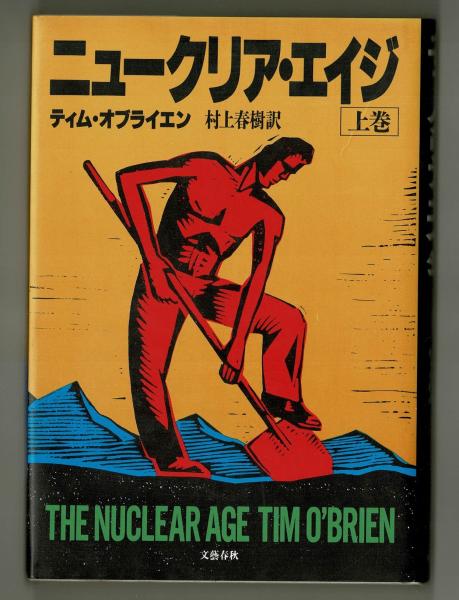 ニュークリア・エイジ
ティム・オブライエン 村上春樹訳 上巻
THE NUCLEAR AGE TIM O'BRIEN
文藝春秋